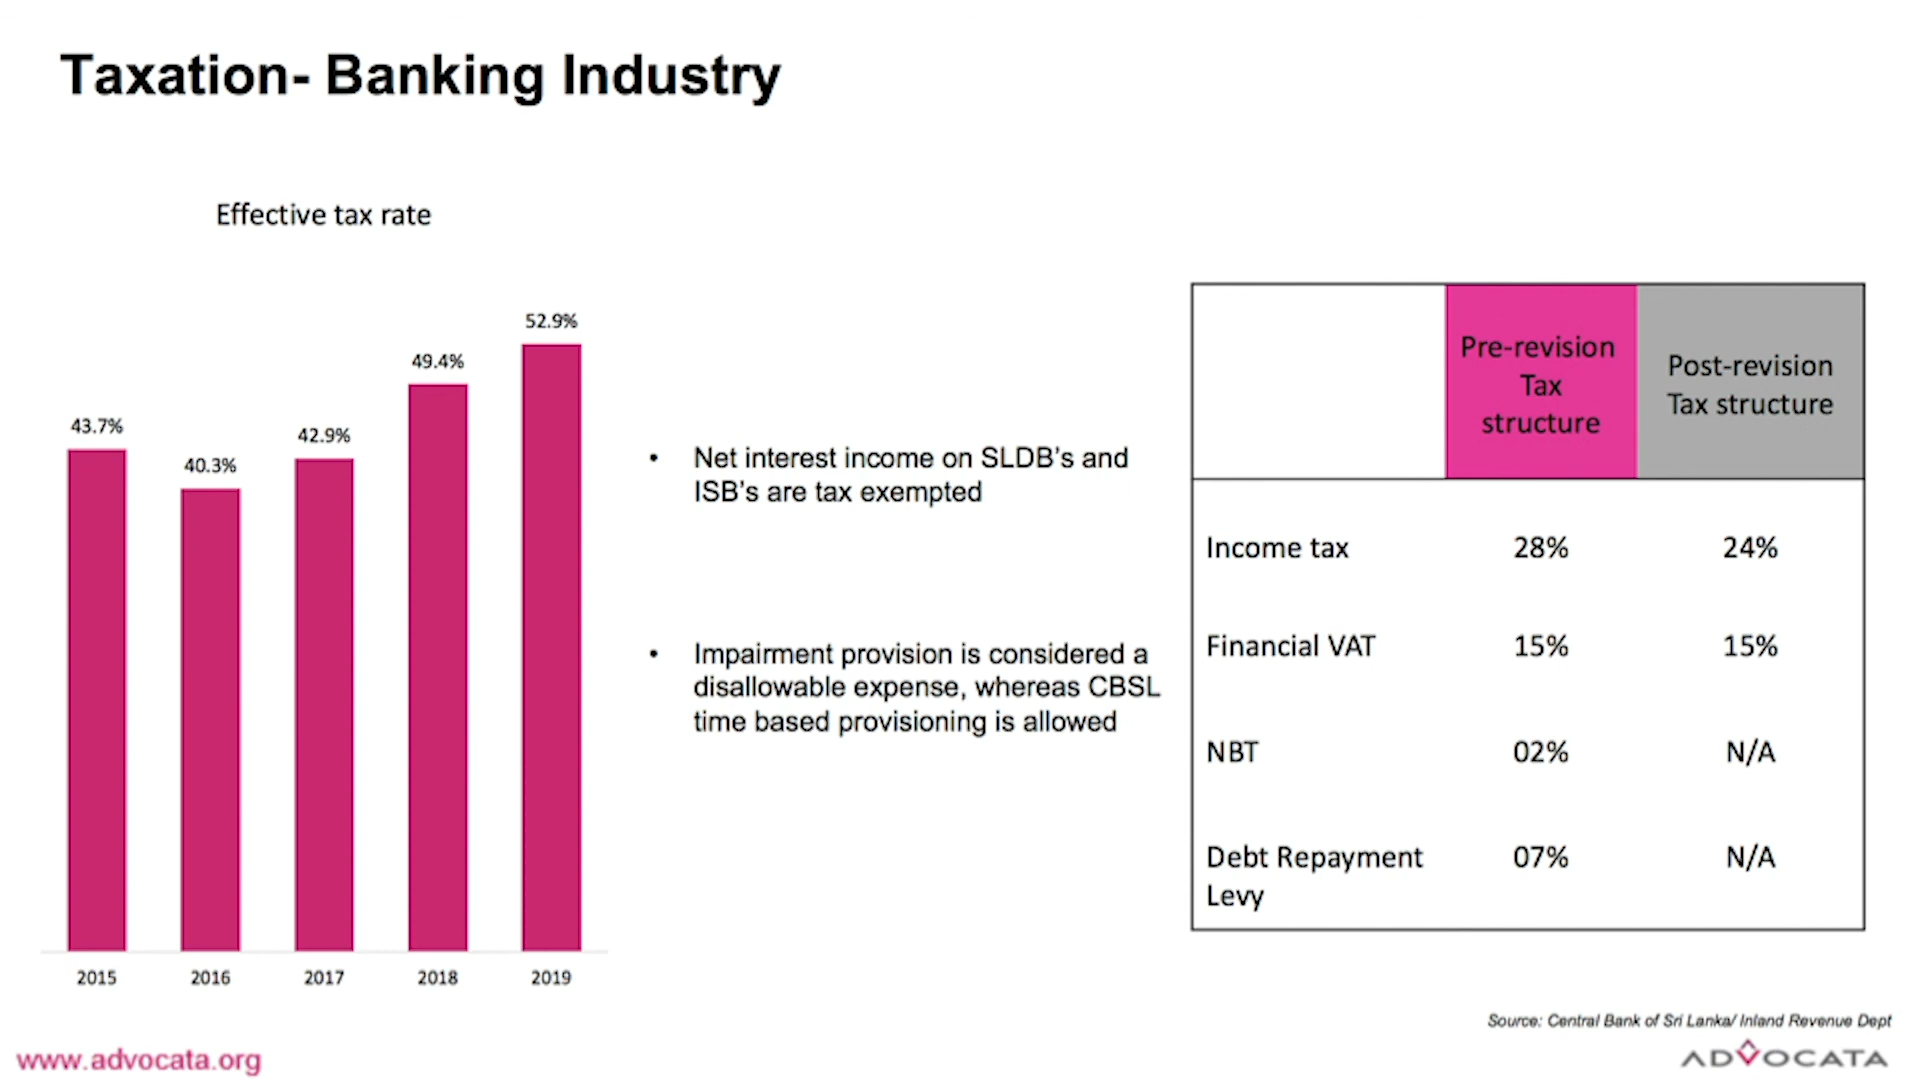 Taxation- Banking Industry
Effective tax rate
43.7%
40.3%
42.9%
49.4%
52.9%
2015
2016
2017
2018
2019
• Net interest income on SLDB's and
ISB's are tax exempted
• Impairment provision is considered a
disallowable expense, whereas CBSL
time based provisioning is allowed
Pre-revision
Tax
structure
Post-revision
Tax structure
Income tax 28% 24%
Financial VAT 15% 15%
NBT 02% N/A
Debt Repayment 07% N/A
Levy
Source: Central Bank of Sri Lanka/ Inland Revenue Dept
www.advocata.org
ADVOCATA